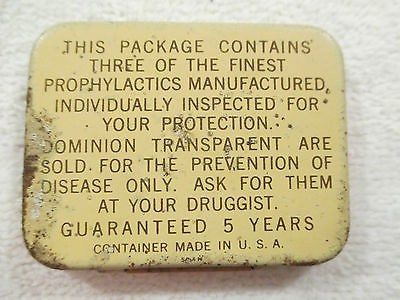 THIS PACKAGE CONTAINS
THREE OF THE FINEST
PROPHYLACTICS MANUFACTURED,
INDIVIDUALLY INSPECTED FOR
YOUR PROTECTION.
DOMINION TRANSPARENT ARE
SOLD FOR THE PREVENTION OF
DISEASE ONLY. ASK FOR THEM
AT YOUR DRUGGIST.
GUARANTEED 5 YEARS
CONTAINER MADE IN U. S. A.